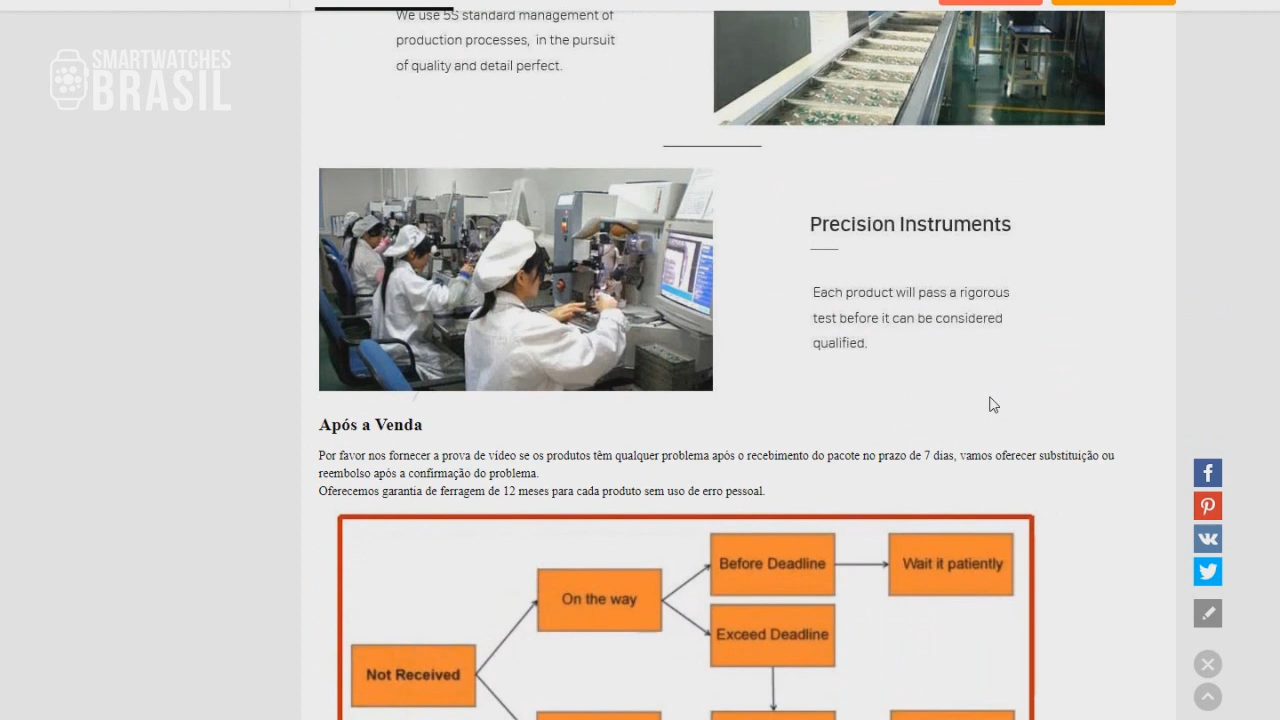 We use 5S standard management of
production processes, in the pursuit
of quality and detail perfect.
SMARTWATCHES
BRASIL
Precision Instruments
Each product will pass a rigorous
test before it can be considered
qualified.
Após a Venda
Por favor nos fornecer a prova de vídeo se os produtos têm qualquer problema após o recebimento do pacote no prazo de 7 dias, vamos oferecer substituição ou
reembolso após a confirmação do problema.
Oferecemos garantia de ferragem de 12 meses para cada produto sem uso de erro pessoal.
Before Deadline
Wait it patiently
On the way
Exceed Deadline
Not Received